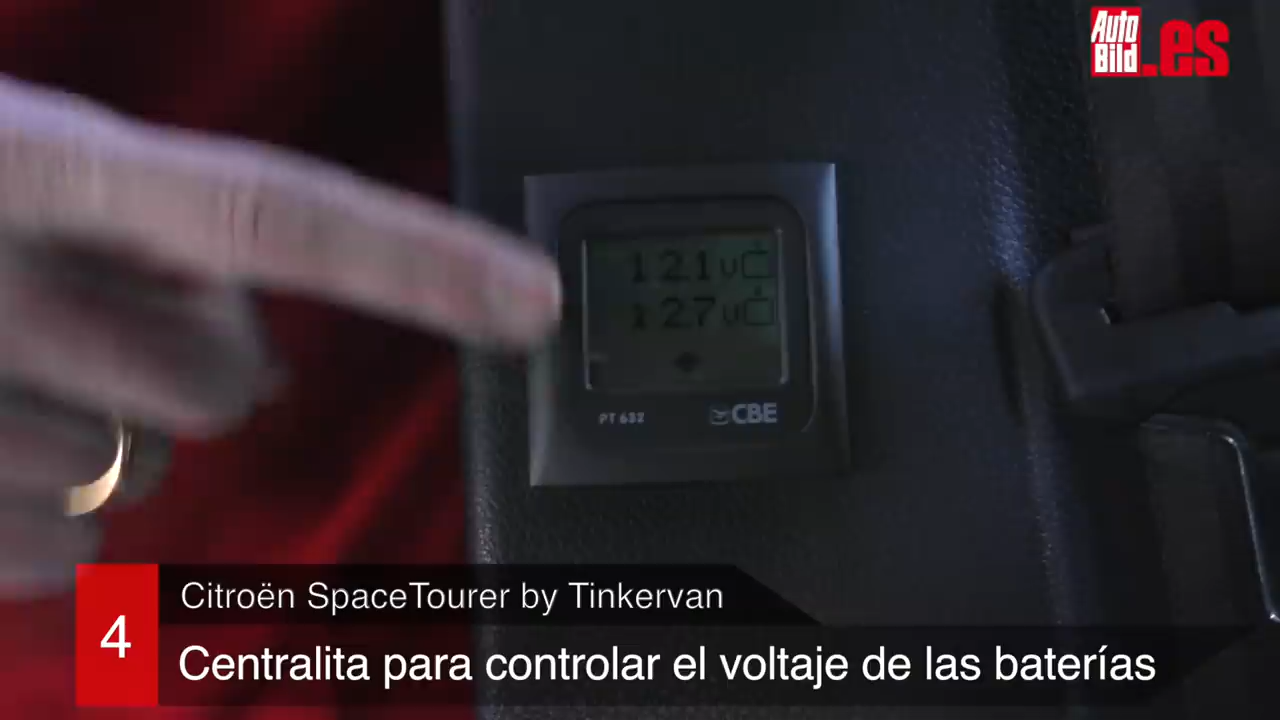 Auto
Bild
.es
12.1 v
12.7 v
PT 632
CBE
4
Citroën SpaceTourer by Tinkervan
Centralita para controlar el voltaje de las baterías